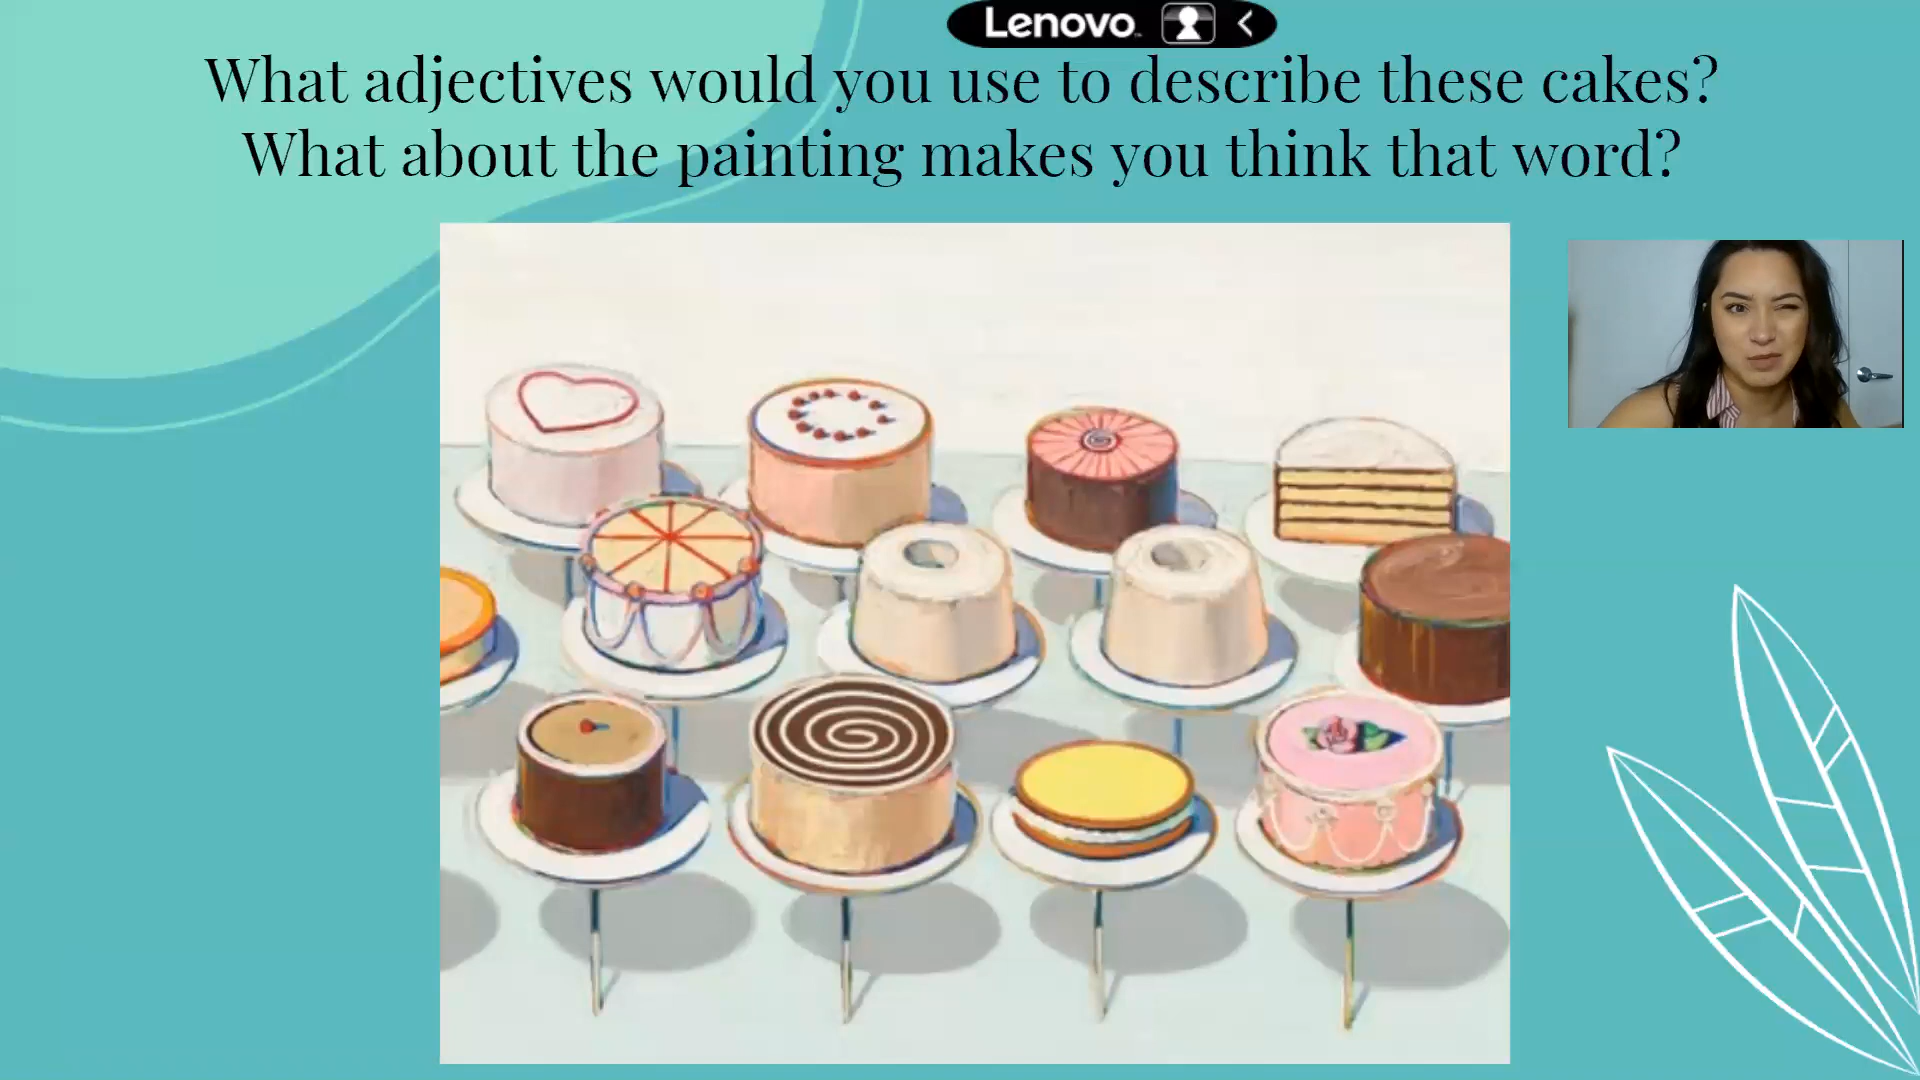 Lenovo
What adjectives would you use to describe these cakes?
What about the painting makes you think that word?